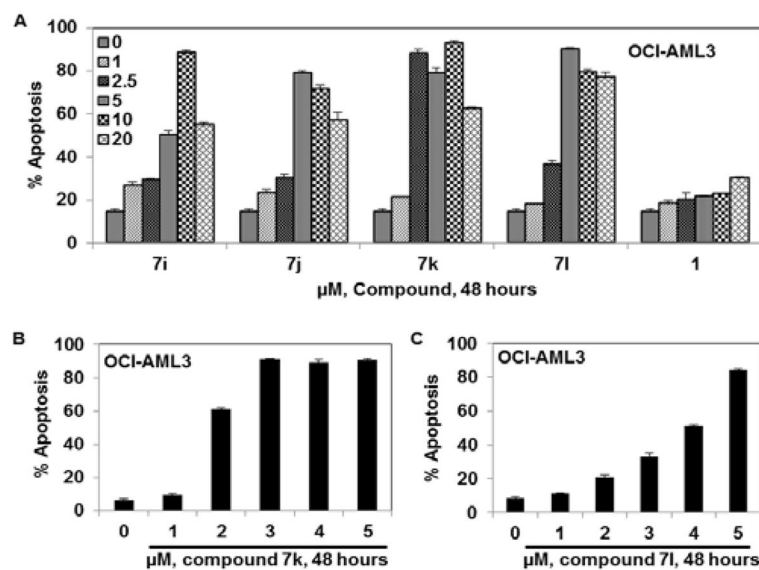 A
100
80
60
40
20
0
% Apoptosis
0
1
2.5
5
10
20
OCI-AML3
7i 7j 7k 7l 1
µM, Compound, 48 hours
B
100
80
60
40
20
0
% Apoptosis
OCI-AML3
0 1 2 3 4 5
µM, compound 7k, 48 hours
C
100
80
60
40
20
0
% Apoptosis
OCI-AML3
0 1 2 3 4 5
µM, compound 7l, 48 hours